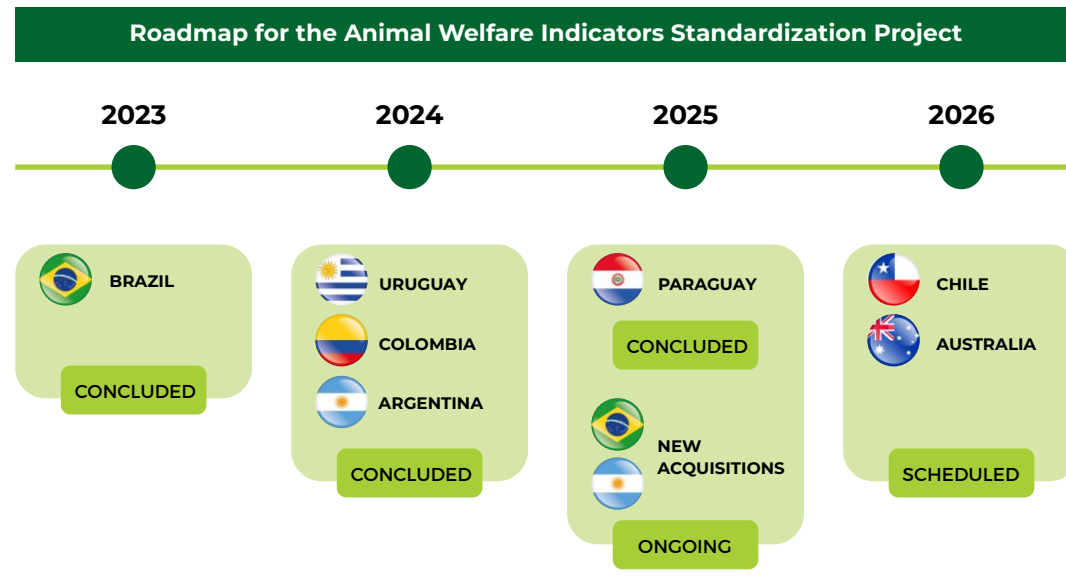 Roadmap for the Animal Welfare Indicators Standardization Project
2023
2024
2025
2026
BRAZIL
CONCLUDED
URUGUAY
COLOMBIA
ARGENTINA
CONCLUDED
PARAGUAY
CONCLUDED
NEW
ACQUISITIONS
ONGOING
CHILE
AUSTRALIA
SCHEDULED